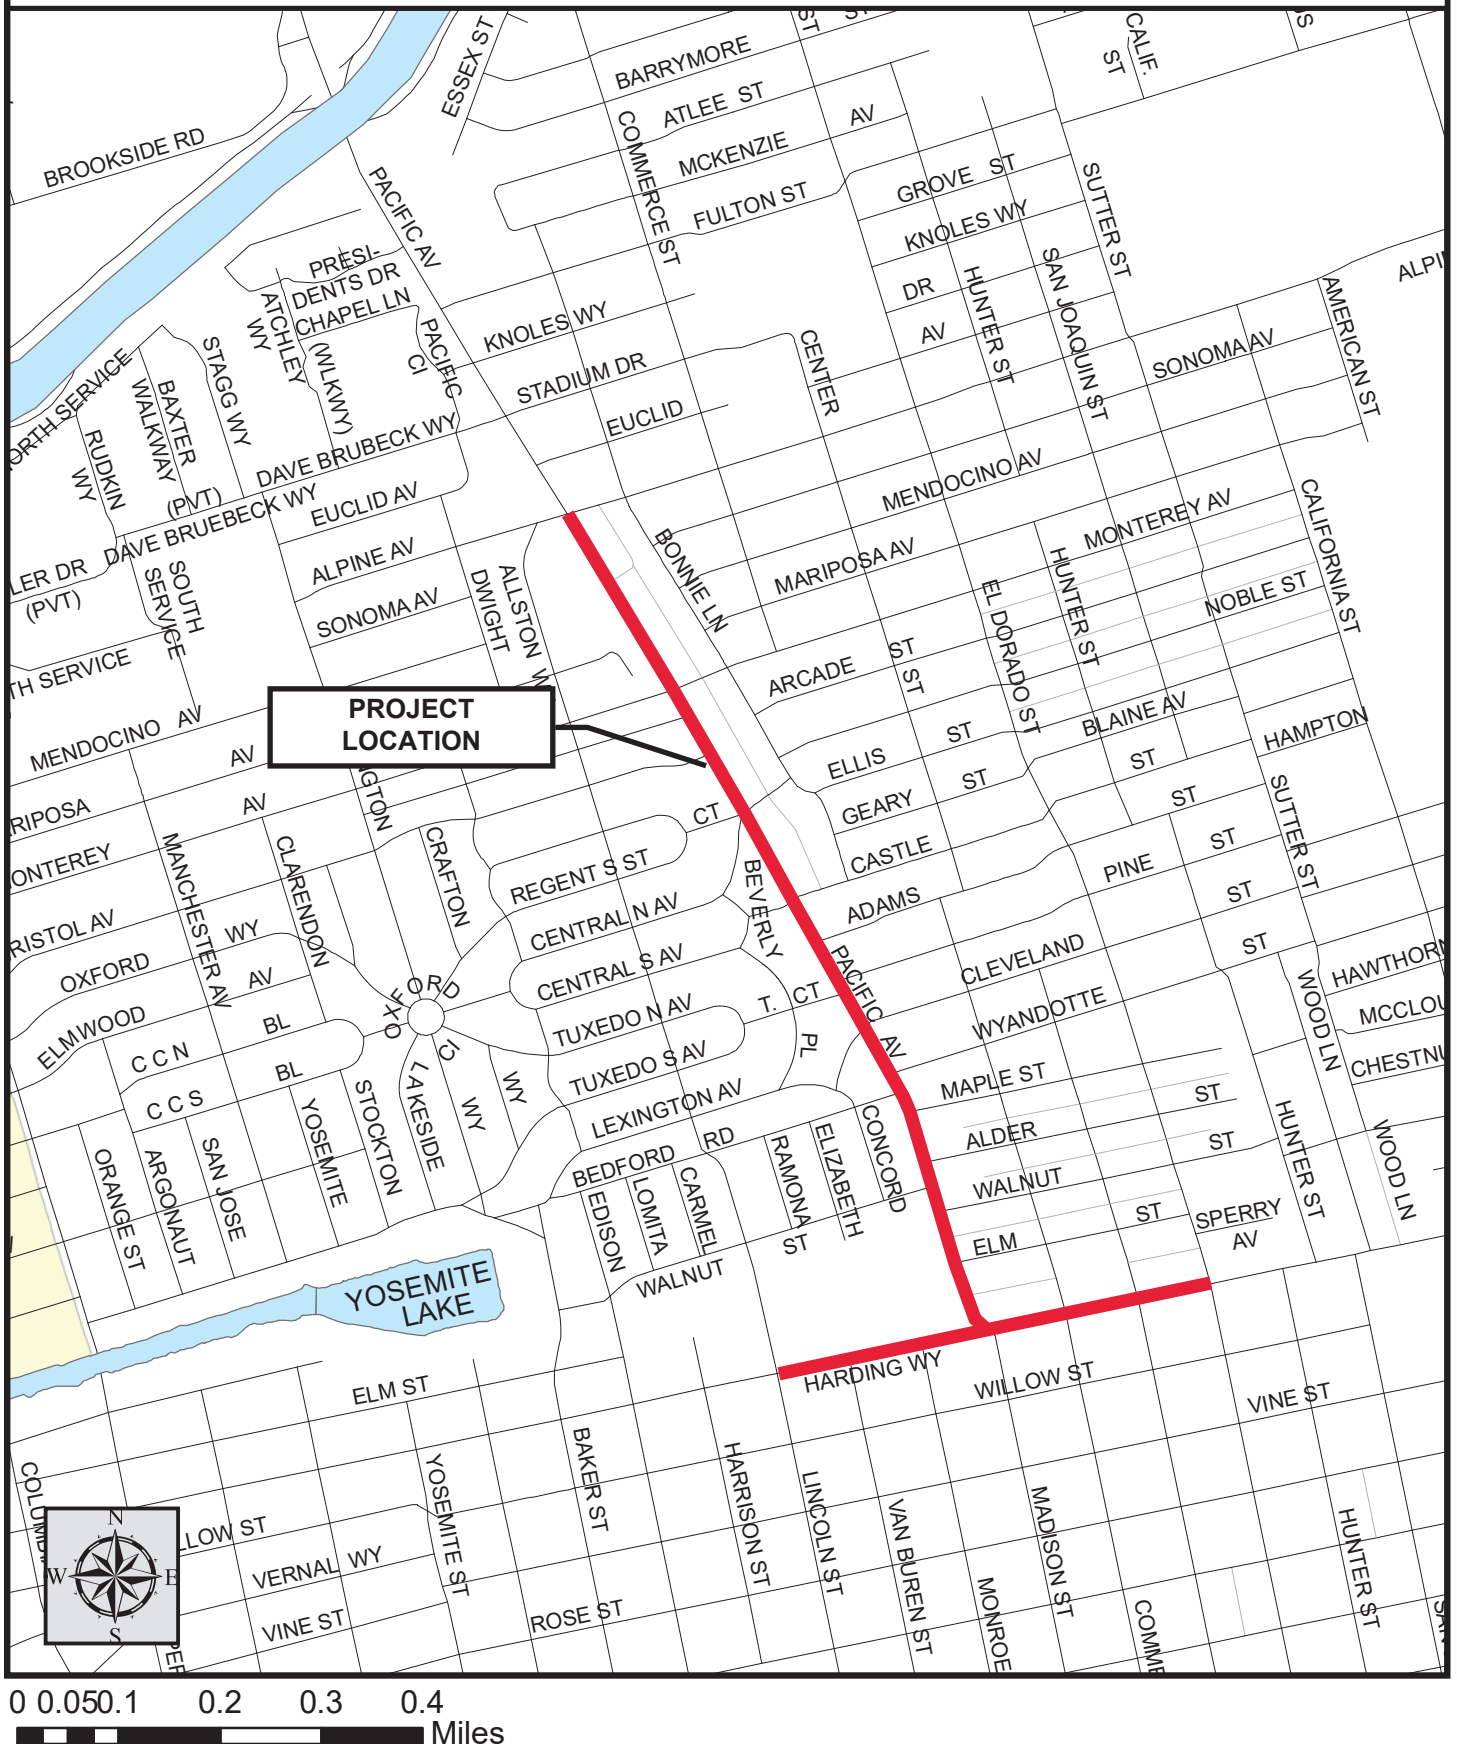 ESSEX ST
ST
CALIF.
ST
BARRYMORE
BROOKSIDE RD
ATLEE ST
MCKENZIE
AV
COMMERCE ST
FULTON ST
GROVE ST
KNOLES WY
SUTTER ST
PACIFIC AV
PRESI-
DENTS DR
CHAPEL LN
ATCHLEY
WY
(WLKWY)
PACIFIC
CI
DR
AV
HUNTER ST
SAN JOAQUIN ST
AMERICAN ST
ALPI
KNOLES WY
STADIUM DR
EUCLID
CENTER
SONOMA AV
ORTH SERVICE
STAGG WY
BAXTER
WALKWAY
(PVT)
RUDKIN
WY
DAVE BRUBECK WY
DAVE BRUEBECK WY
EUCLID AV
ALPINE AV
SONOMA AV
LER DR
(PVT)
SOUTH
SERVICE
TH SERVICE
DWIGHT
ALLSTON W
BONNIE LN
MENDOCINO AV
MARIPOSA AV
MONTEREY AV
CALIFORNIA ST
HUNTER ST
EL DORADO ST
NOBLE ST
ARCADE
ST
ST
ELLIS
ST
BLAINE AV
HAMPTON
GEARY
ST
ST
CASTLE
ST
PROJECT
LOCATION
MENDOCINO AV
RIPOSA
AV
ONTEREY
AV
NGTON
RISTOL AV
MANCHESTER AV
CLARENDON
CRAFTON
REGENT S ST
CT
CENTRAL N AV
CENTRAL S AV
BEVERLY
PL
ADAMS
PINE
ST
SUTTER ST
ST
OXFORD
WY
ELMWOOD
AV
OXFORD
CI
CLEVELAND
ST
HAWTHOR
WYANDOTTE
WOOD LN
MCCLOU
CHESTNU
PACIFIC AV
TUXEDO N AV
T. CT
TUXEDO S AV
LEXINGTON AV
C C N
BL
C C S
BL
LAKESIDE
WY
WY
STOCKTON
YOSEMITE
SAN JOSE
ARGONAUT
ORANGE ST
BEDFORD
RD
EDISON
LOMITA
CARMEL
RAMONA
ELIZABETH
CONCORD
WALNUT
ST
MAPLE ST
ALDER
ST
WALNUT
ST
ELM
ST
SPERRY
AV
HUNTER ST
WOOD LN
YOSEMITE
LAKE
HARDING WY
ELM ST
WILLOW ST
VINE ST
COLUMB
YOSEMITE ST
BAKER ST
HARRISON ST
LINCOLN ST
VAN BUREN ST
MONROE
MADISON ST
COMME
HUNTER ST
LOW ST
VERNAL WY
VINE ST
ROSE ST
PER
N
W E
S
0 0.05 0.1 0.2 0.3 0.4
Miles